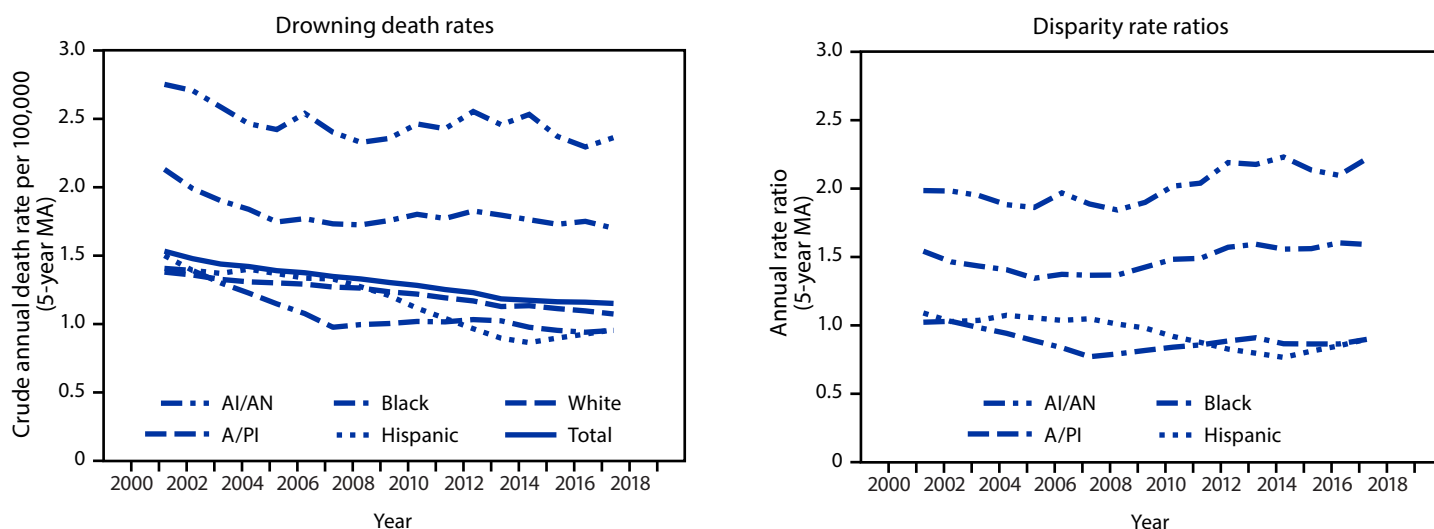 Drowning death rates
Crude annual death rate per 100,000
(5-year MA)
3.0
2.5
2.0
1.5
1.0
0.5
0
AI/AN Black White
A/PI Hispanic Total
2000 2002 2004 2006 2008 2010 2012 2014 2016 2018
Year
Disparity rate ratios
Annual rate ratio
(5-year MA)
3.0
2.5
2.0
1.5
1.0
0.5
0
AI/AN Black
A/PI Hispanic
2000 2002 2004 2006 2008 2010 2012 2014 2016 2018
Year